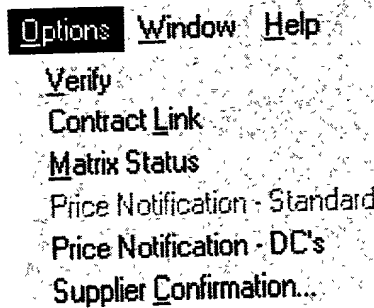 Options Window Help
Verify
Contract Link
Matrix Status
Price Notification - Standard
Price Notification - DC's
Supplier Confirmation...